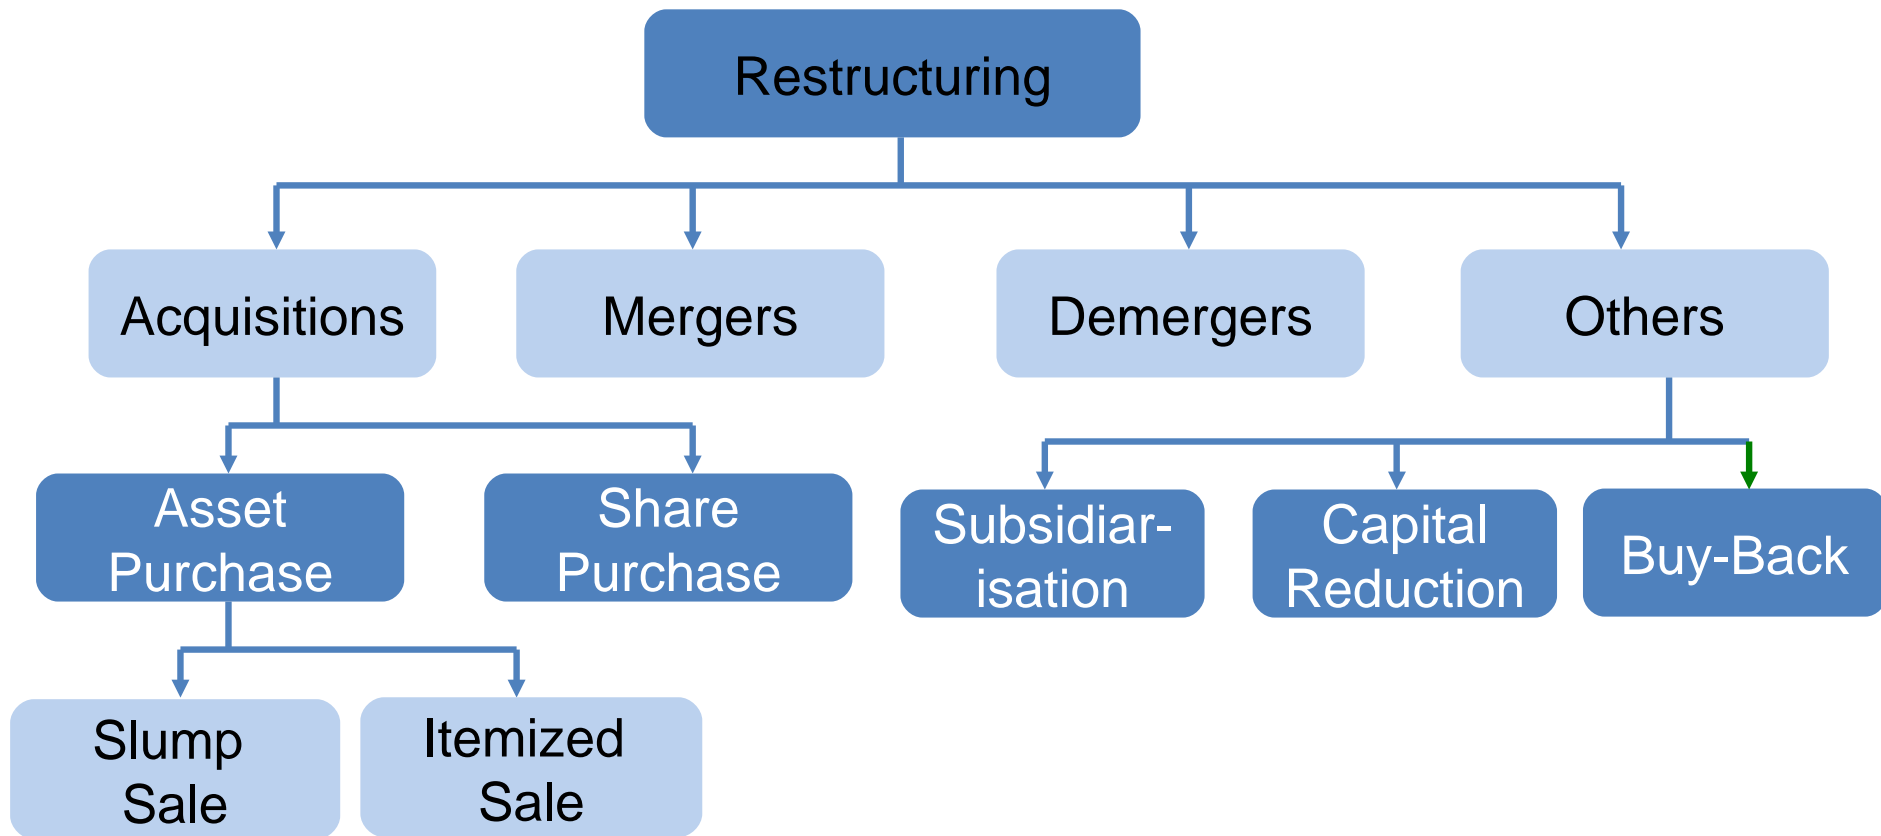 Restructuring
Acquisitions
Mergers
Demergers
Others
Asset
Purchase
Share
Purchase
Subsidiar-
isation
Capital
Reduction
Buy-Back
Slump
Sale
Itemized
Sale